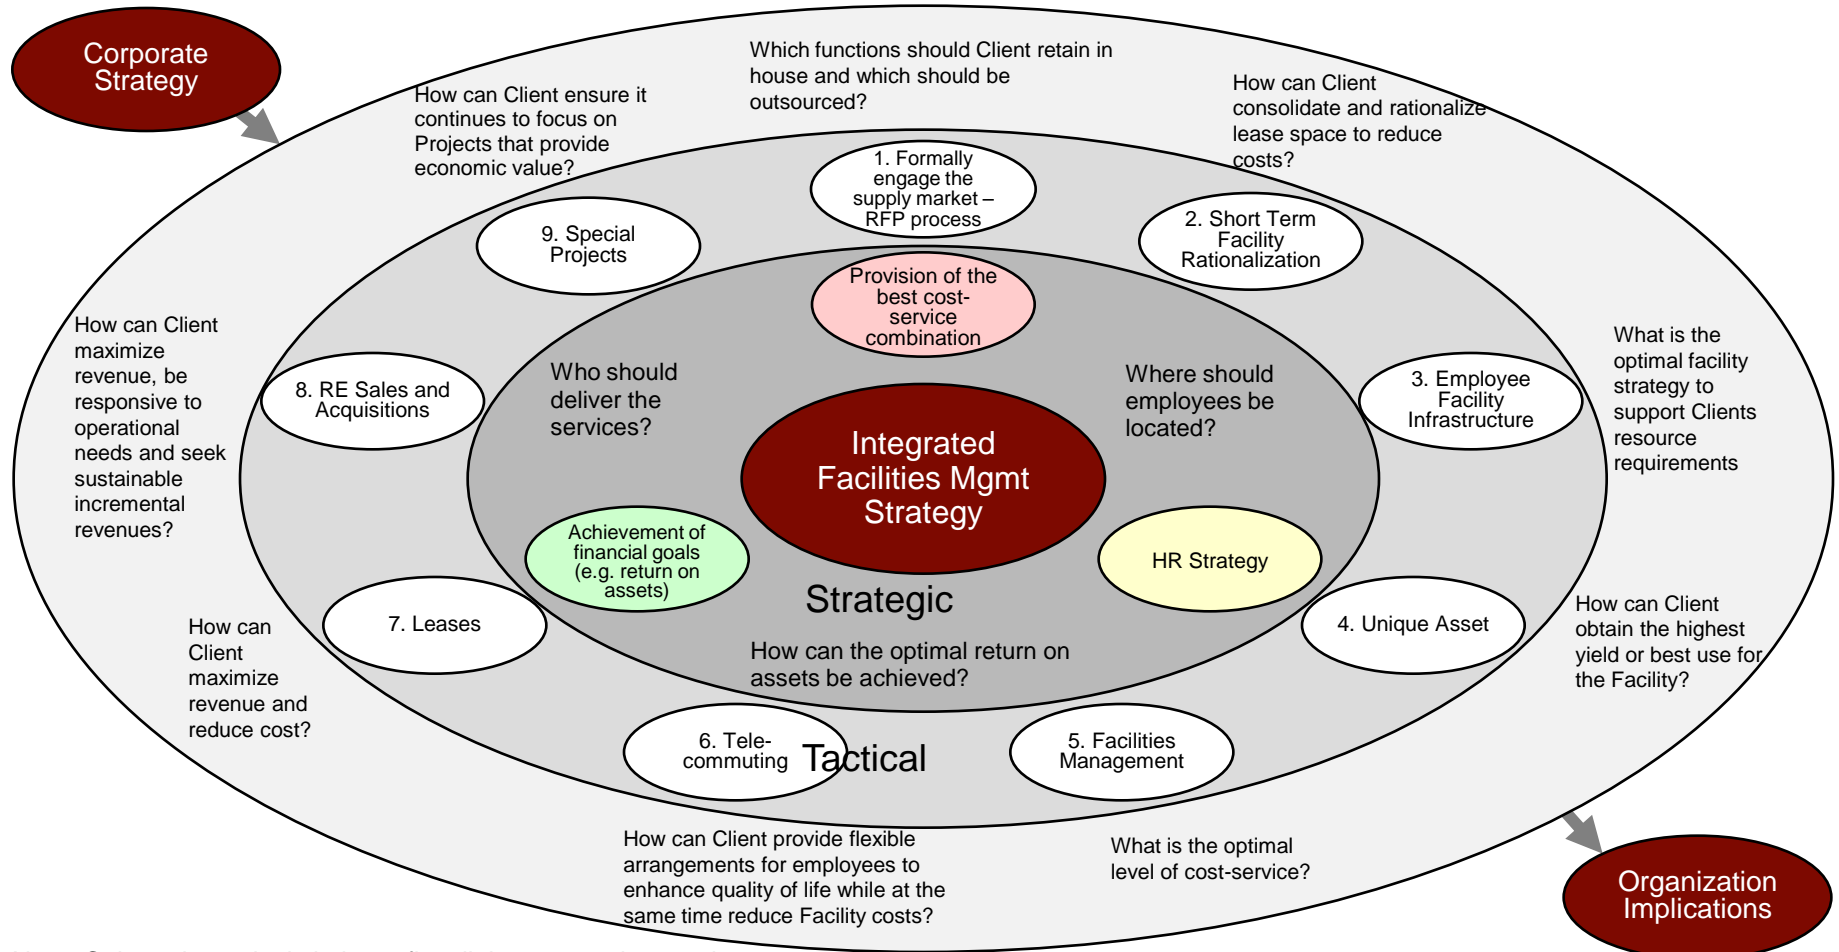 Corporate
Strategy
Which functions should Client retain in
house and which should be
outsourced?
How can Client ensure it
continues to focus on
Projects that provide
economic value?
How can Client
consolidate and rationalize
lease space to reduce
costs?
1. Formally
engage the
supply market –
RFP process
9. Special
Projects
2. Short Term
Facility
Rationalization
Provision of the
best cost-
service
combination
How can Client
maximize
revenue, be
responsive to
operational
needs and seek
sustainable
incremental
revenues?
8. RE Sales and
Acquisitions
Who should
deliver the
services?
Where should
employees be
located?
3. Employee
Facility
Infrastructure
What is the
optimal facility
strategy to
support Clients
resource
requirements
Integrated
Facilities Mgmt
Strategy
Achievement of
financial goals
(e.g. return on
assets)
HR Strategy
Strategic
How can the optimal return on
assets be achieved?
7. Leases
4. Unique Asset
How can
Client
maximize
revenue and
reduce cost?
How can Client
obtain the highest
yield or best use for
the Facility?
6. Tele-
commuting
Tactical
5. Facilities
Management
How can Client provide flexible
arrangements for employees to
enhance quality of life while at the
same time reduce Facility costs?
What is the optimal
level of cost-service?
Organization
Implications